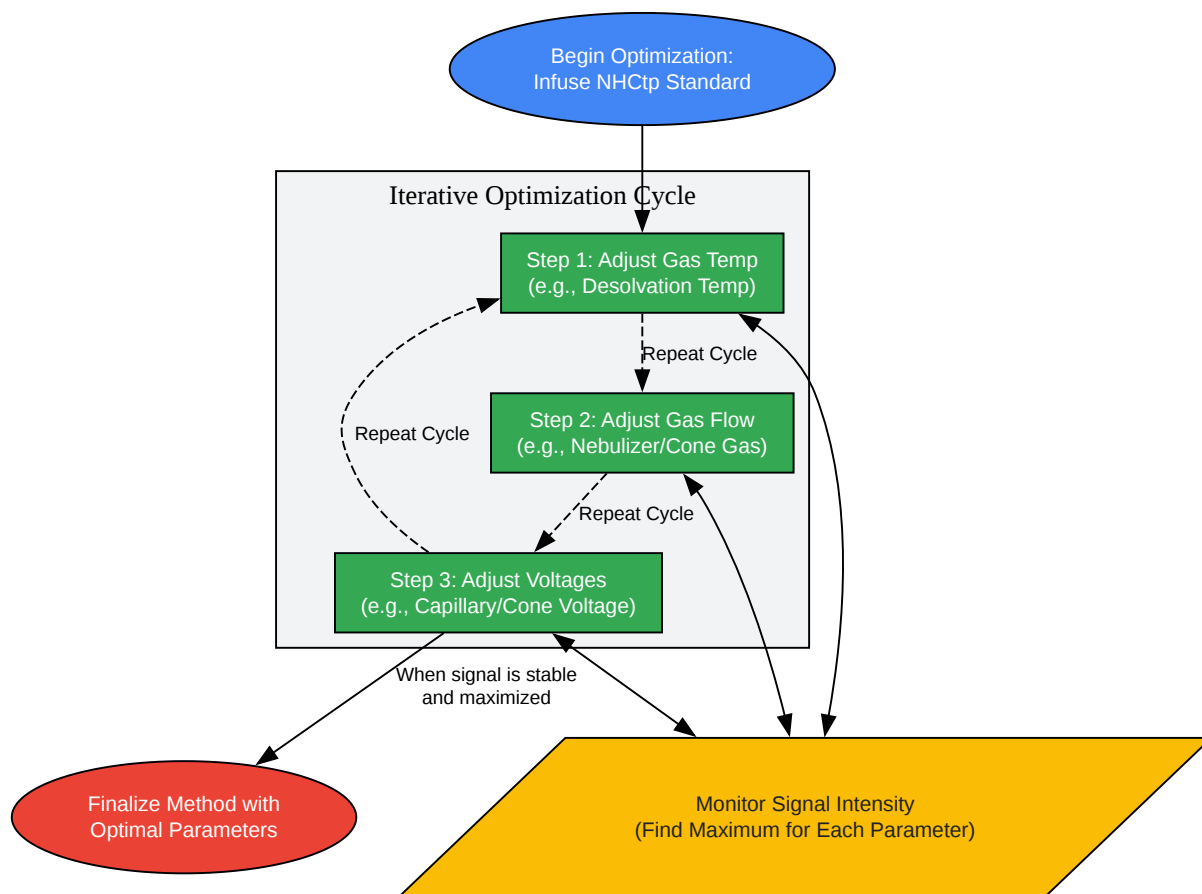 Begin Optimization:
Infuse NHCtp Standard
Iterative Optimization Cycle
Step 1: Adjust Gas Temp
(e.g., Desolvation Temp)
Repeat Cycle
Step 2: Adjust Gas Flow
(e.g., Nebulizer/Cone Gas)
Repeat Cycle
Repeat Cycle
Step 3: Adjust Voltages
(e.g., Capillary/Cone Voltage)
When signal is stable
and maximized
Finalize Method with
Optimal Parameters
Monitor Signal Intensity
(Find Maximum for Each Parameter)